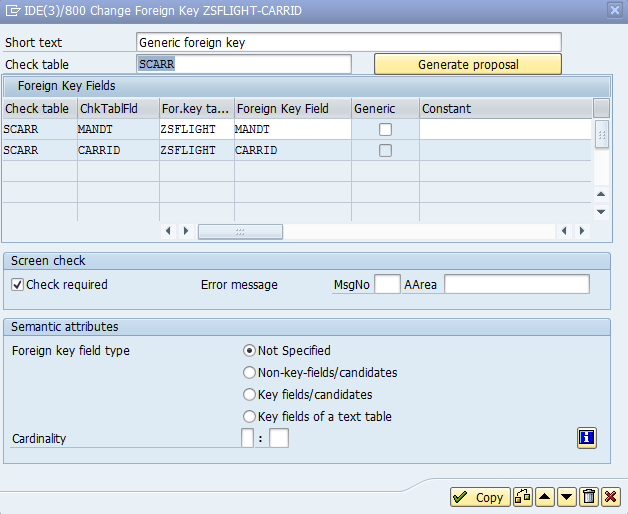 IDE(3)/800 Change Foreign Key ZSFLIGHT-CARRID
Short text Generic foreign key
Check table SCARR Generate proposal
Foreign Key Fields
Check table ChkTablFld For.key ta... Foreign Key Field Generic Constant
SCARR MANDT ZSFLIGHT MANDT
SCARR CARRID ZSFLIGHT CARRID
Screen check
Check required Error message MsgNo AArea
Semantic attributes
Foreign key field type Not Specified
Non-key-fields/candidates
Key fields/candidates
Key fields of a text table
Cardinality :
Copy